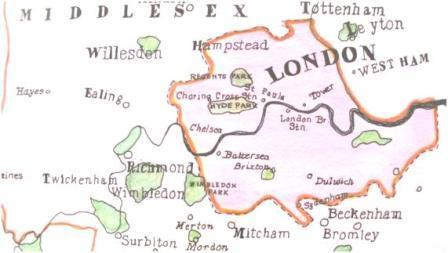 MIDDLESEX
Tottenham
Leyton
Willesden
Hampstead
LONDON
REGENTS PARK
WEST HAM
Hayes
Ealing
Charing Cross Stn
St Pauls
Tower
HYDE PARK
London Br. Stn.
Chelsea
Battersea
Brixton
Richmond
Twickenham
Wimbledon
WIMBLEDON PARK
Dulwich
Sydenham
Merton
Mitcham
Beckenham
Surbiton
Morden
Bromley